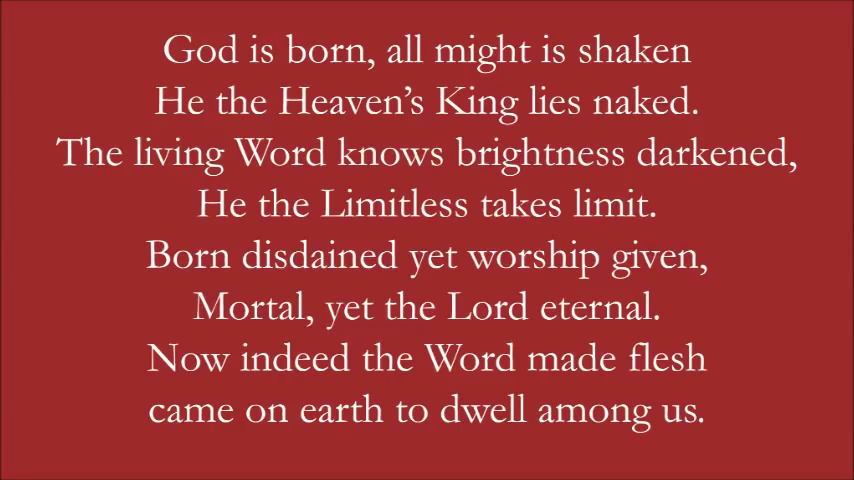 God is born, all might is shaken
He the Heaven’s King lies naked.
The living Word knows brightness darkened,
He the Limitless takes limit.
Born disdained yet worship given,
Mortal, yet the Lord eternal.
Now indeed the Word made flesh
came on earth to dwell among us.